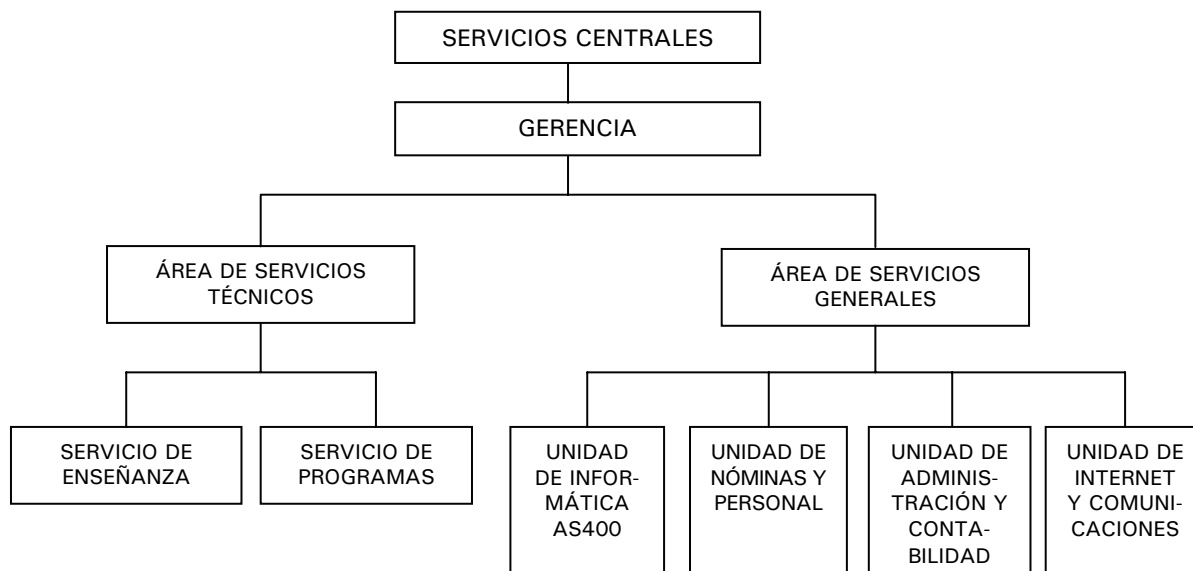 SERVICIOS CENTRALES
GERENCIA
ÁREA DE SERVICIOS
TÉCNICOS
ÁREA DE SERVICIOS
GENERALES
SERVICIO DE
ENSEÑANZA
SERVICIO DE
PROGRAMAS
UNIDAD
DE INFOR-
MÁTICA
AS400
UNIDAD DE
NÓMINAS Y
PERSONAL
UNIDAD DE
ADMINIS-
TRACIÓN Y
CONTA-
BILIDAD
UNIDAD DE
INTERNET
Y COMUNI-
CACIONES